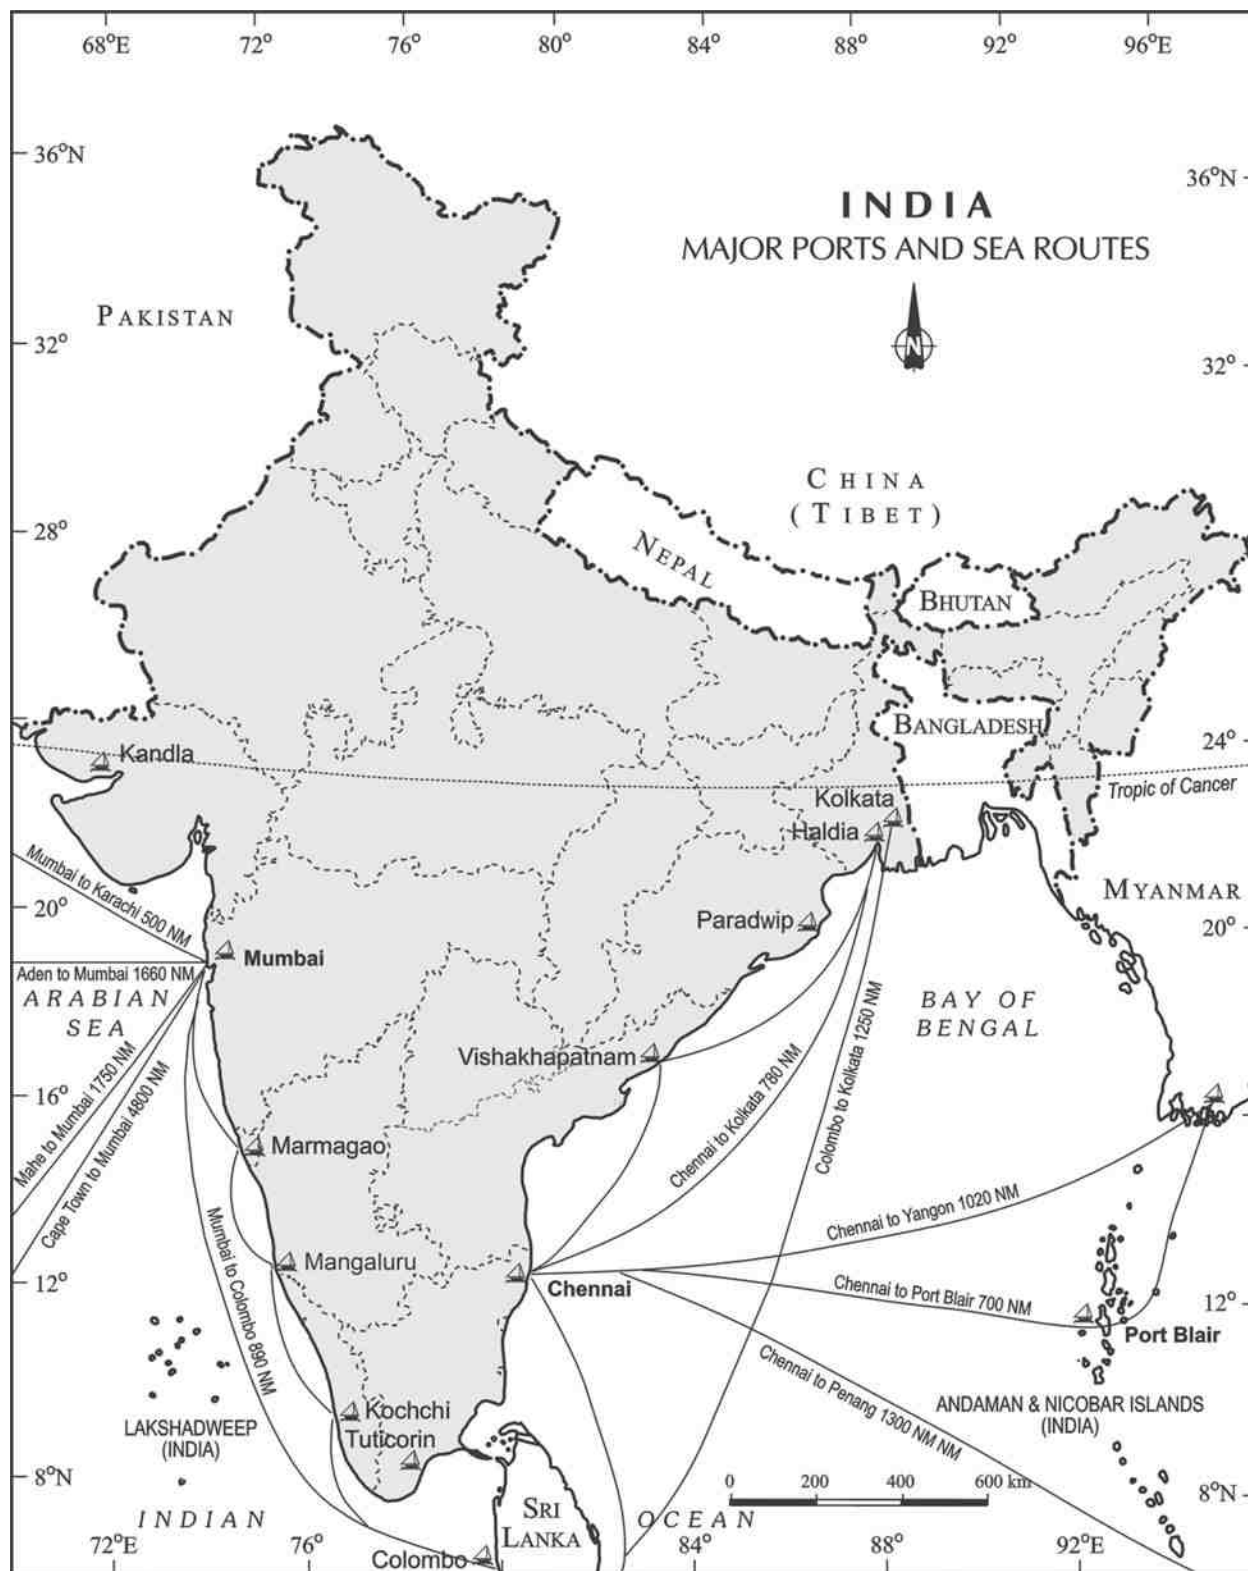 68°E 72° 76° 80° 84° 88° 92° 96°E
36°N
36°N
INDIA
MAJOR PORTS AND SEA ROUTES
N
PAKISTAN
32°
32°
CHINA
(TIBET)
28°
NEPAL
BHUTAN
BANGLADESH
24°
Kandla
Tropic of Cancer
Kolkata
Haldia
Mumbai to Karachi 500 NM
MYANMAR
20°
20°
Paradwip
Mumbai
Aden to Mumbai 1660 NM
ARABIAN
SEA
BAY OF
BENGAL
Colombo to Kolkata 1250 NM
Vishakhapatnam
Mahe to Mumbai 1750 NM
Chennai to Kolkata 780 NM
16°
Cape Town to Mumbai 4800 NM
Marmagao
Chennai to Yangon 1020 NM
Mumbai to Colombo 890 NM
Mangaluru
12°
Chennai
Chennai to Port Blair 700 NM
12°
Port Blair
Chennai to Penang 1300 NM NM
ANDAMAN & NICOBAR ISLANDS
(INDIA)
Kochchi
LAKSHADWEEP
(INDIA)
Tuticorin
8°N
0 200 400 600 km
8°N
INDIAN
SRI
LANKA
OCEAN
Colombo
72°E 76° 84° 88° 92°E